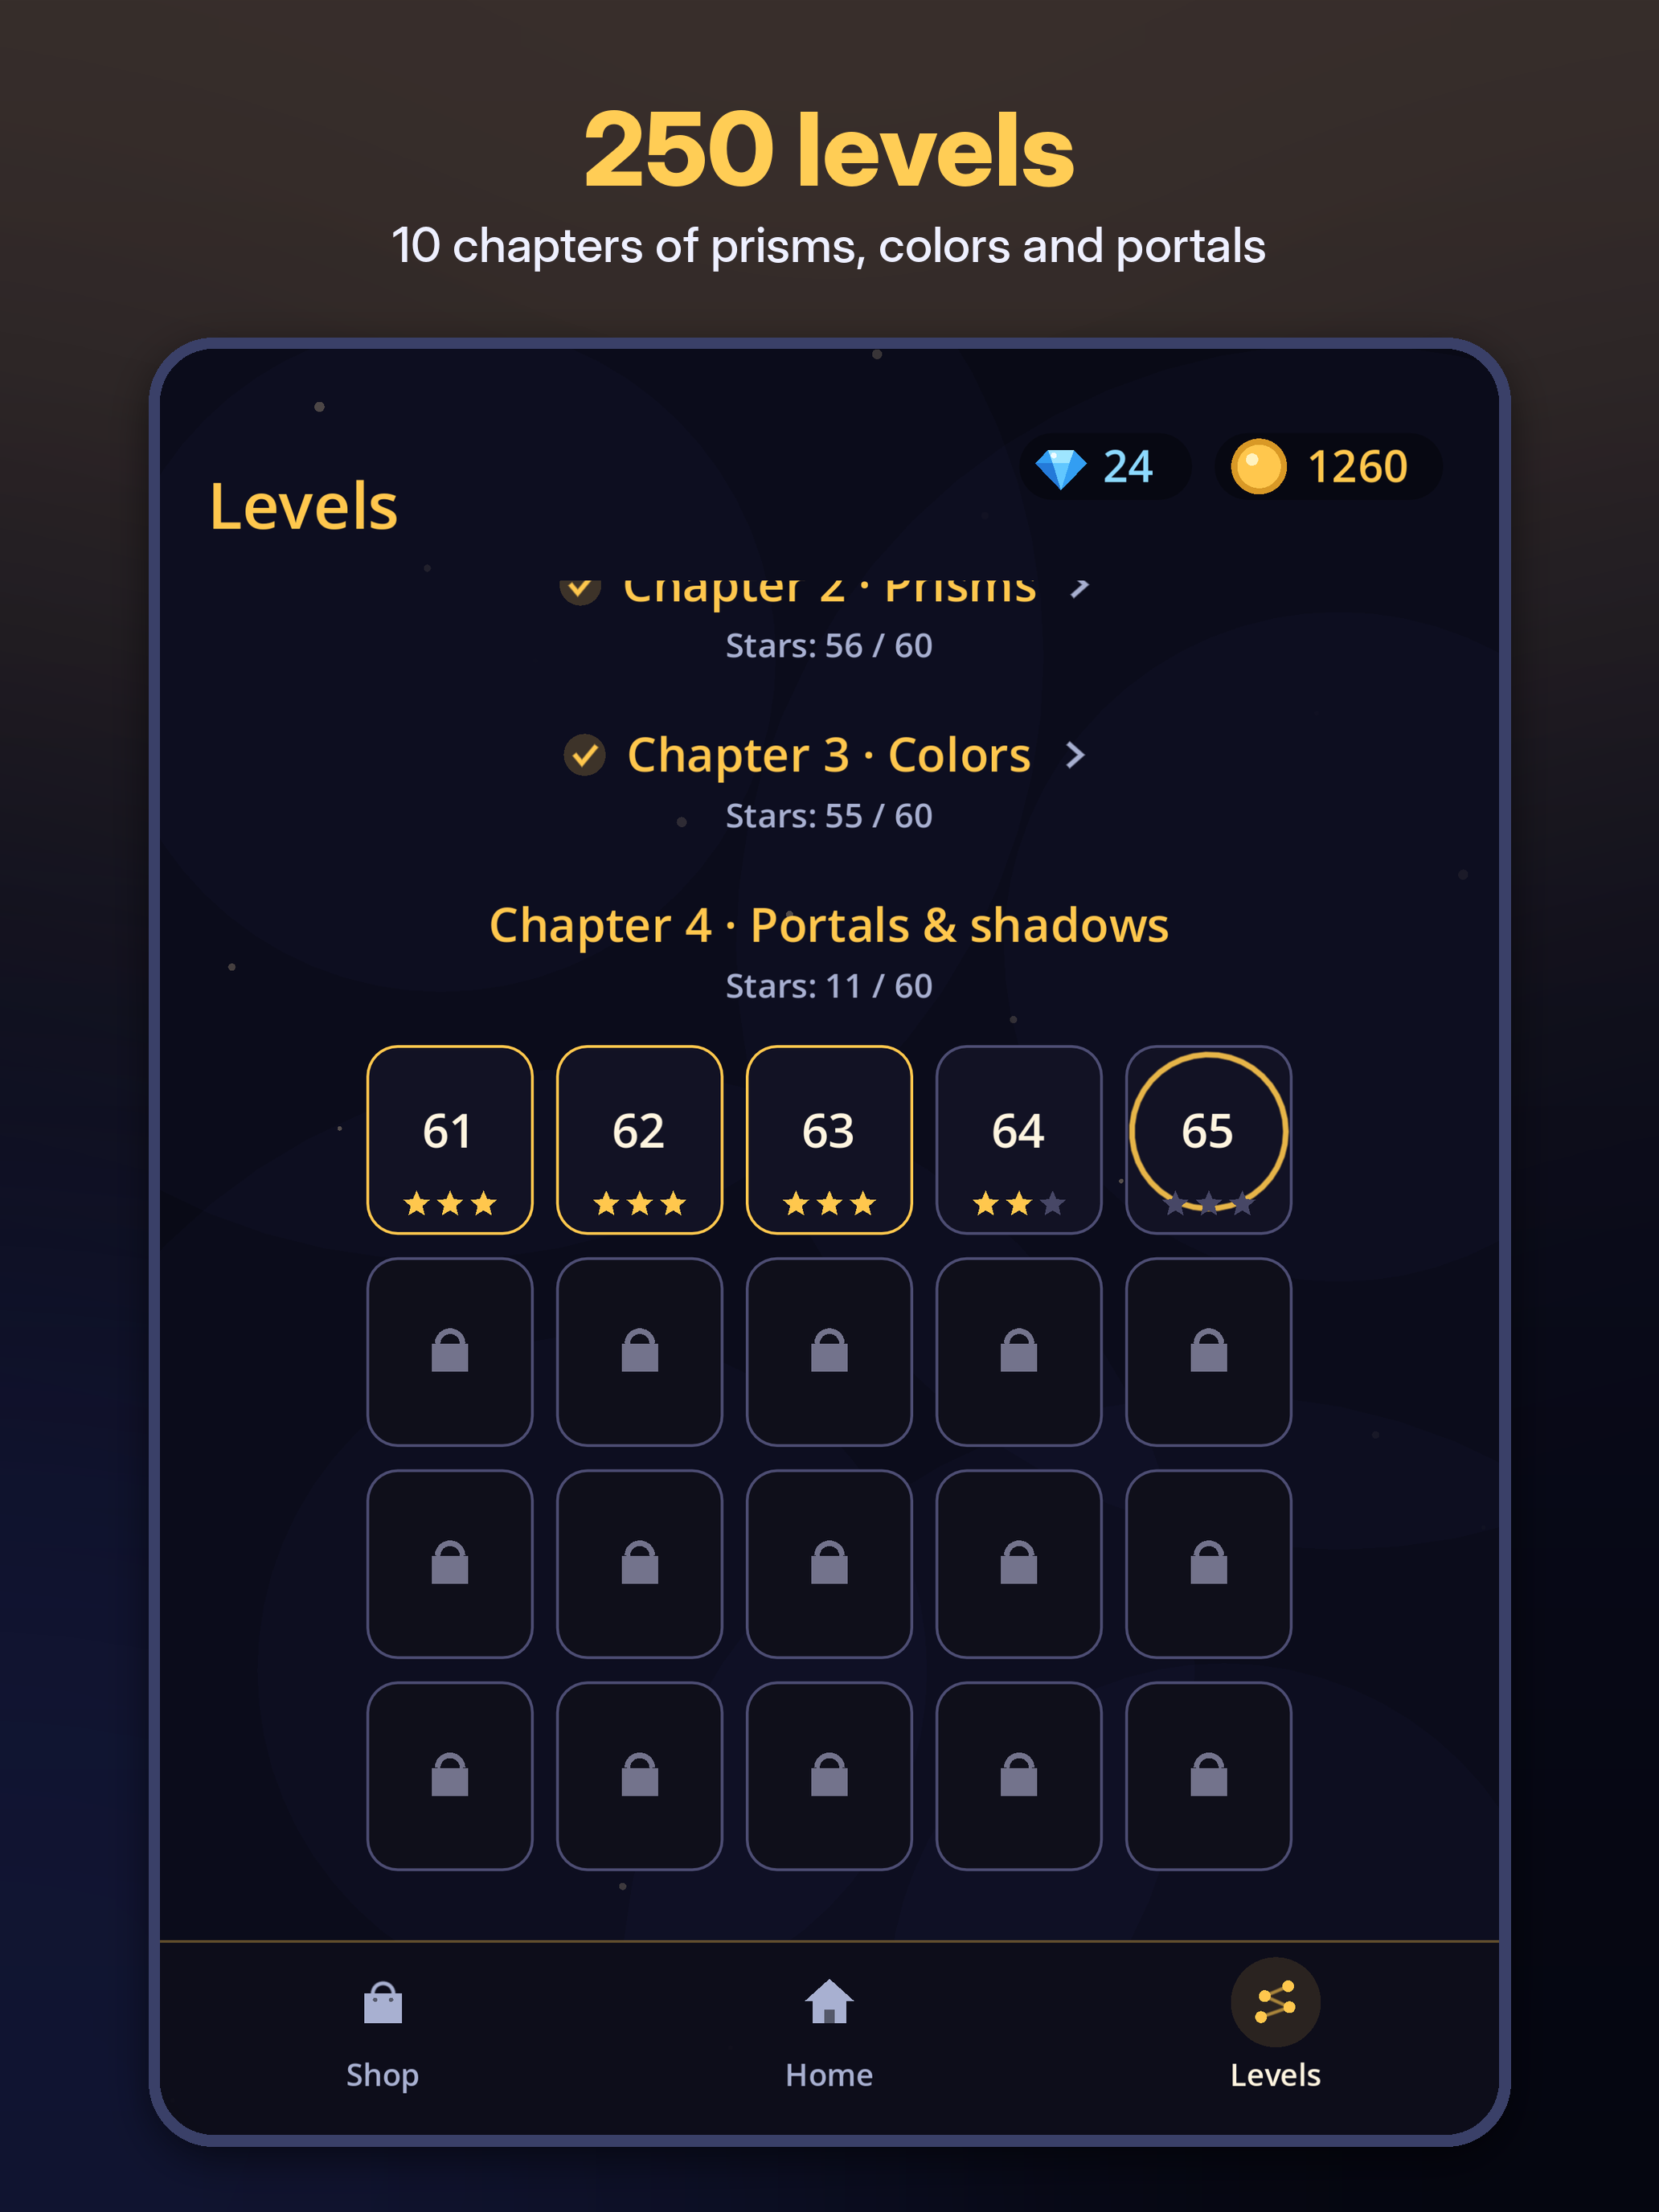 250 levels
10 chapters of prisms, colors and portals
24 1260
Levels
Chapter 2 · Prisms
Stars: 56 / 60
Chapter 3 · Colors
Stars: 55 / 60
Chapter 4 · Portals & shadows
Stars: 11 / 60
61 62 63 64 65
Shop Home Levels